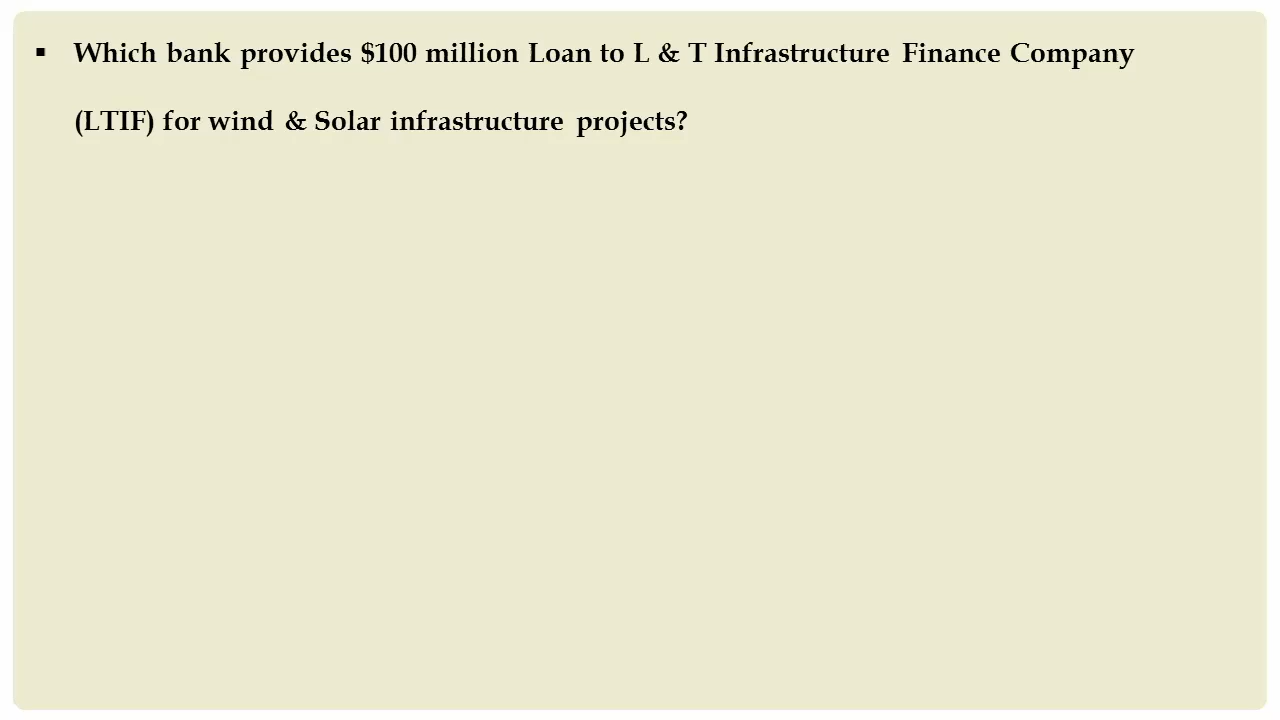 ▪ Which bank provides $100 million Loan to L & T Infrastructure Finance Company
(LTIF) for wind & Solar infrastructure projects?